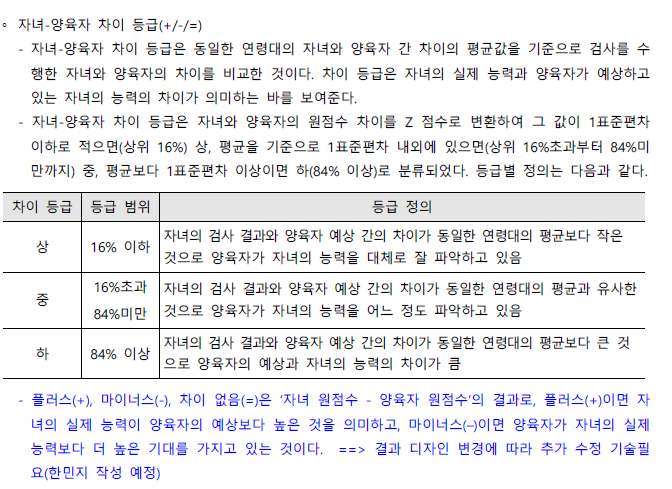 ◦ 자녀-양육자 차이 등급(+/-/=)
- 자녀-양육자 차이 등급은 동일한 연령대의 자녀와 양육자 간 차이의 평균값을 기준으로 검사를 수
행한 자녀와 양육자의 차이를 비교한 것이다. 차이 등급은 자녀의 실제 능력과 양육자가 예상하고
있는 자녀의 능력의 차이가 의미하는 바를 보여준다.
- 자녀-양육자 차이 등급은 자녀와 양육자의 원점수 차이를 Z 점수로 변환하여 그 값이 1표준편차
이하로 적으면(상위 16%) 상, 평균을 기준으로 1표준편차 내외에 있으면(상위 16%초과부터 84%미
만까지) 중, 평균보다 1표준편차 이상이면 하(84% 이상)로 분류되었다. 등급별 정의는 다음과 같다.
차이 등급 등급 범위 등급 정의
상 16% 이하 자녀의 검사 결과와 양육자 예상 간의 차이가 동일한 연령대의 평균보다 작은
것으로 양육자가 자녀의 능력을 대체로 잘 파악하고 있음
중 16%초과 84%미만 자녀의 검사 결과와 양육자 예상 간의 차이가 동일한 연령대의 평균과 유사한
것으로 양육자가 자녀의 능력을 어느 정도 파악하고 있음
하 84% 이상 자녀의 검사 결과와 양육자 예상 간의 차이가 동일한 연령대의 평균보다 큰 것
으로 양육자의 예상과 자녀의 능력의 차이가 큼
- 플러스(+), 마이너스(-), 차이 없음(=)은 '자녀 원점수 - 양육자 원점수'의 결과로, 플러스(+)이면 자
녀의 실제 능력이 양육자의 예상보다 높은 것을 의미하고, 마이너스(–)이면 양육자가 자녀의 실제
능력보다 더 높은 기대를 가지고 있는 것이다. ==> 결과 디자인 변경에 따라 추가 수정 기술필
요(한민지 작성 예정)